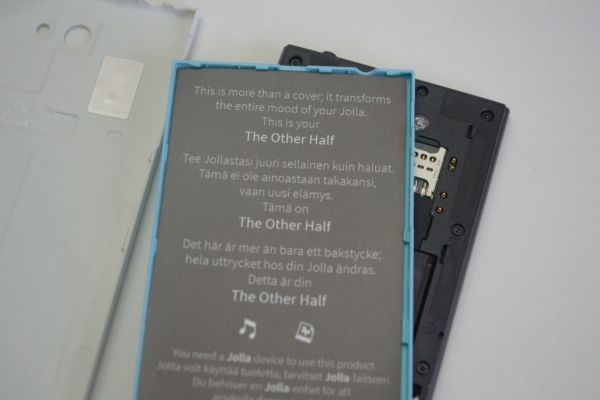 This is more than a cover; it transforms
the entire mood of your Jolla.
This is your
The Other Half
Tee Jollastasi juuri sellainen kuin haluat.
Tämä ei ole ainoastaan takakansi,
vaan uusi elämys.
Tämä on
The Other Half
Det här är mer än bara ett bakstycke;
hela uttrycket hos din Jolla ändras.
Detta är din
The Other Half
You need a Jolla device to use this product.
Jotta voit käyttää tuotetta, tarvitset Jolla-laitteen
Du behöver en Jolla-enhet för att
använda